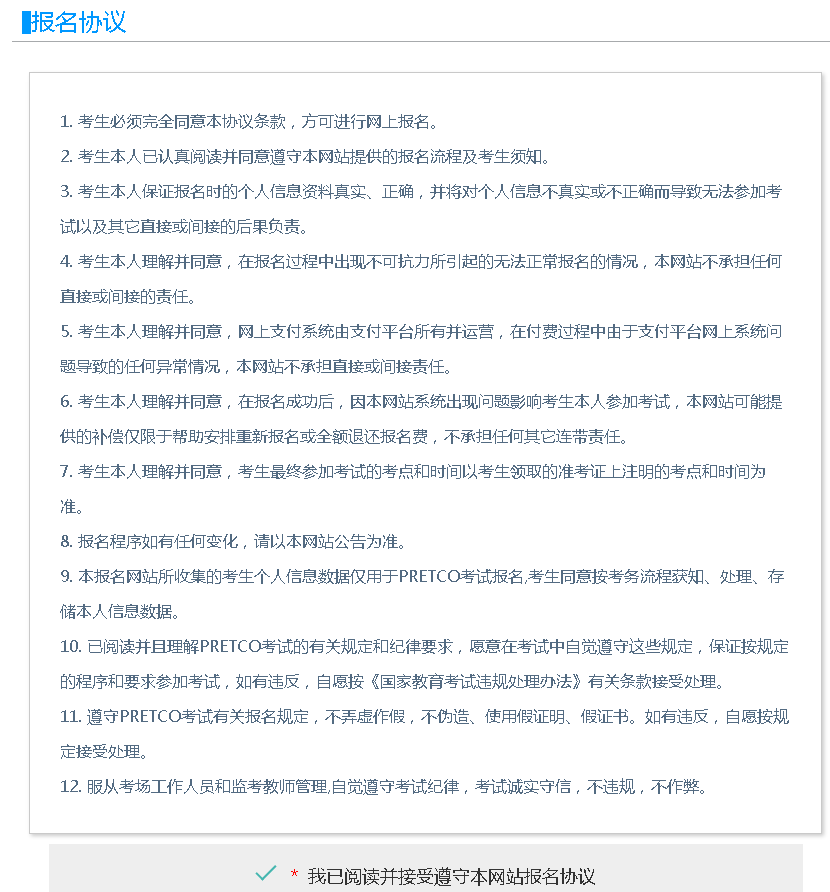 报名协议
1. 考生必须完全同意本协议条款，方可进行网上报名。
2. 考生本人已认真阅读并同意遵守本网站提供的报名流程及考生须知。
3. 考生本人保证报名时的个人信息资料真实、正确，并将对个人信息不真实或不正确而导致无法参加考
试以及其它直接或间接的后果负责。
4. 考生本人理解并同意，在报名过程中出现不可抗力所引起的无法正常报名的情况，本网站不承担任何
直接或间接的责任。
5. 考生本人理解并同意，网上支付系统由支付平台所有并运营，在付费过程中由于支付平台网上系统问
题导致的任何异常情况，本网站不承担直接或间接责任。
6. 考生本人理解并同意，在报名成功后，因本网站系统出现问题影响考生本人参加考试，本网站可能提
供的补偿仅限于帮助安排重新报名或全额退还报名费，不承担任何其它连带责任。
7. 考生本人理解并同意，考生最终参加考试的考点和时间以考生领取的准考证上注明的考点和时间为
准。
8. 报名程序如有任何变化，请以本网站公告为准。
9. 本报名网站所收集的考生个人信息数据仅用于PRETCO考试报名,考生同意按考务流程获知、处理、存
储本人信息数据。
10. 已阅读并且理解PRETCO考试的有关规定和纪律要求，愿意在考试中自觉遵守这些规定，保证按规定
的程序和要求参加考试，如有违反，自愿按《国家教育考试违规处理办法》有关条款接受处理。
11. 遵守PRETCO考试有关报名规定，不弄虚作假，不伪造、使用假证明、假证书。如有违反，自愿按规
定接受处理。
12. 服从考场工作人员和监考教师管理,自觉遵守考试纪律，考试诚实守信，不违规，不作弊。
* 我已阅读并接受遵守本网站报名协议